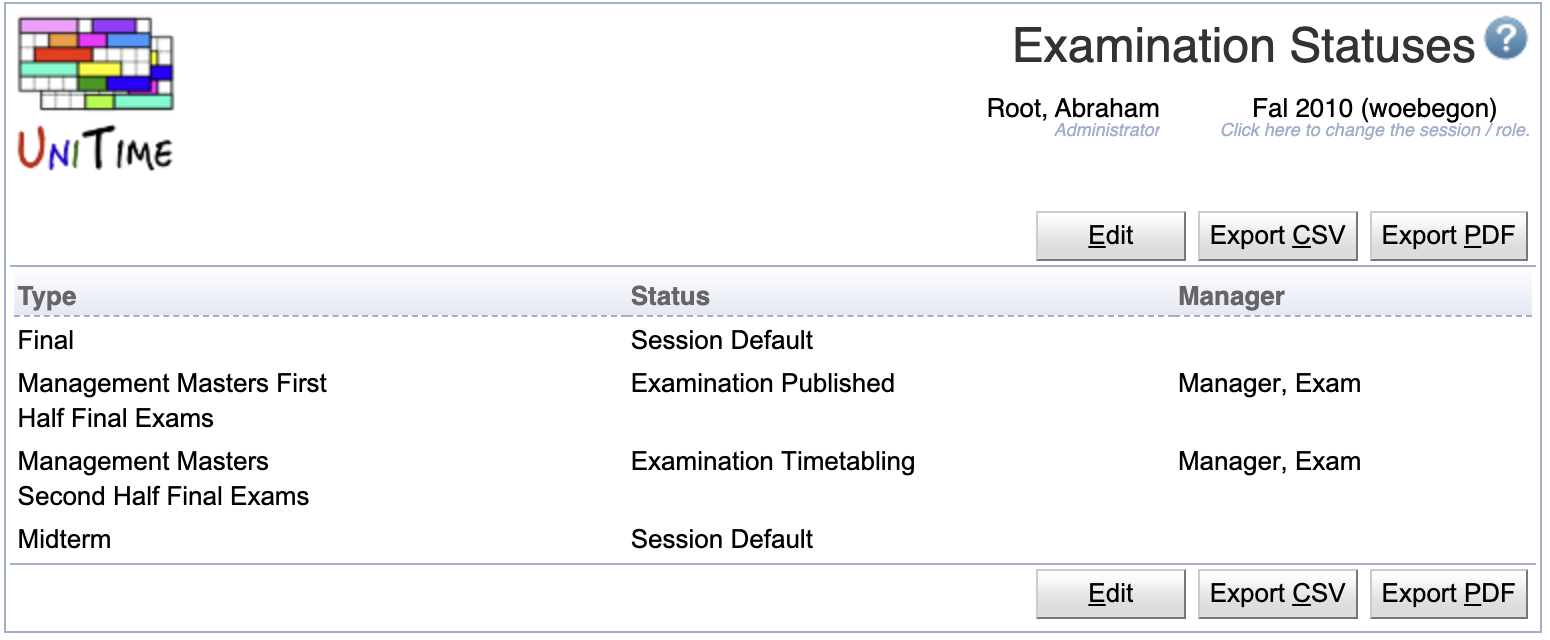 UNITIME
Examination Statuses ?
Root, Abraham Fal 2010 (woebegon)
Administrator Click here to change the session / role.
Edit Export CSV Export PDF
Type Status Manager
Final Session Default
Management Masters First Examination Published Manager, Exam
Half Final Exams
Management Masters Examination Timetabling Manager, Exam
Second Half Final Exams
Midterm Session Default
Edit Export CSV Export PDF